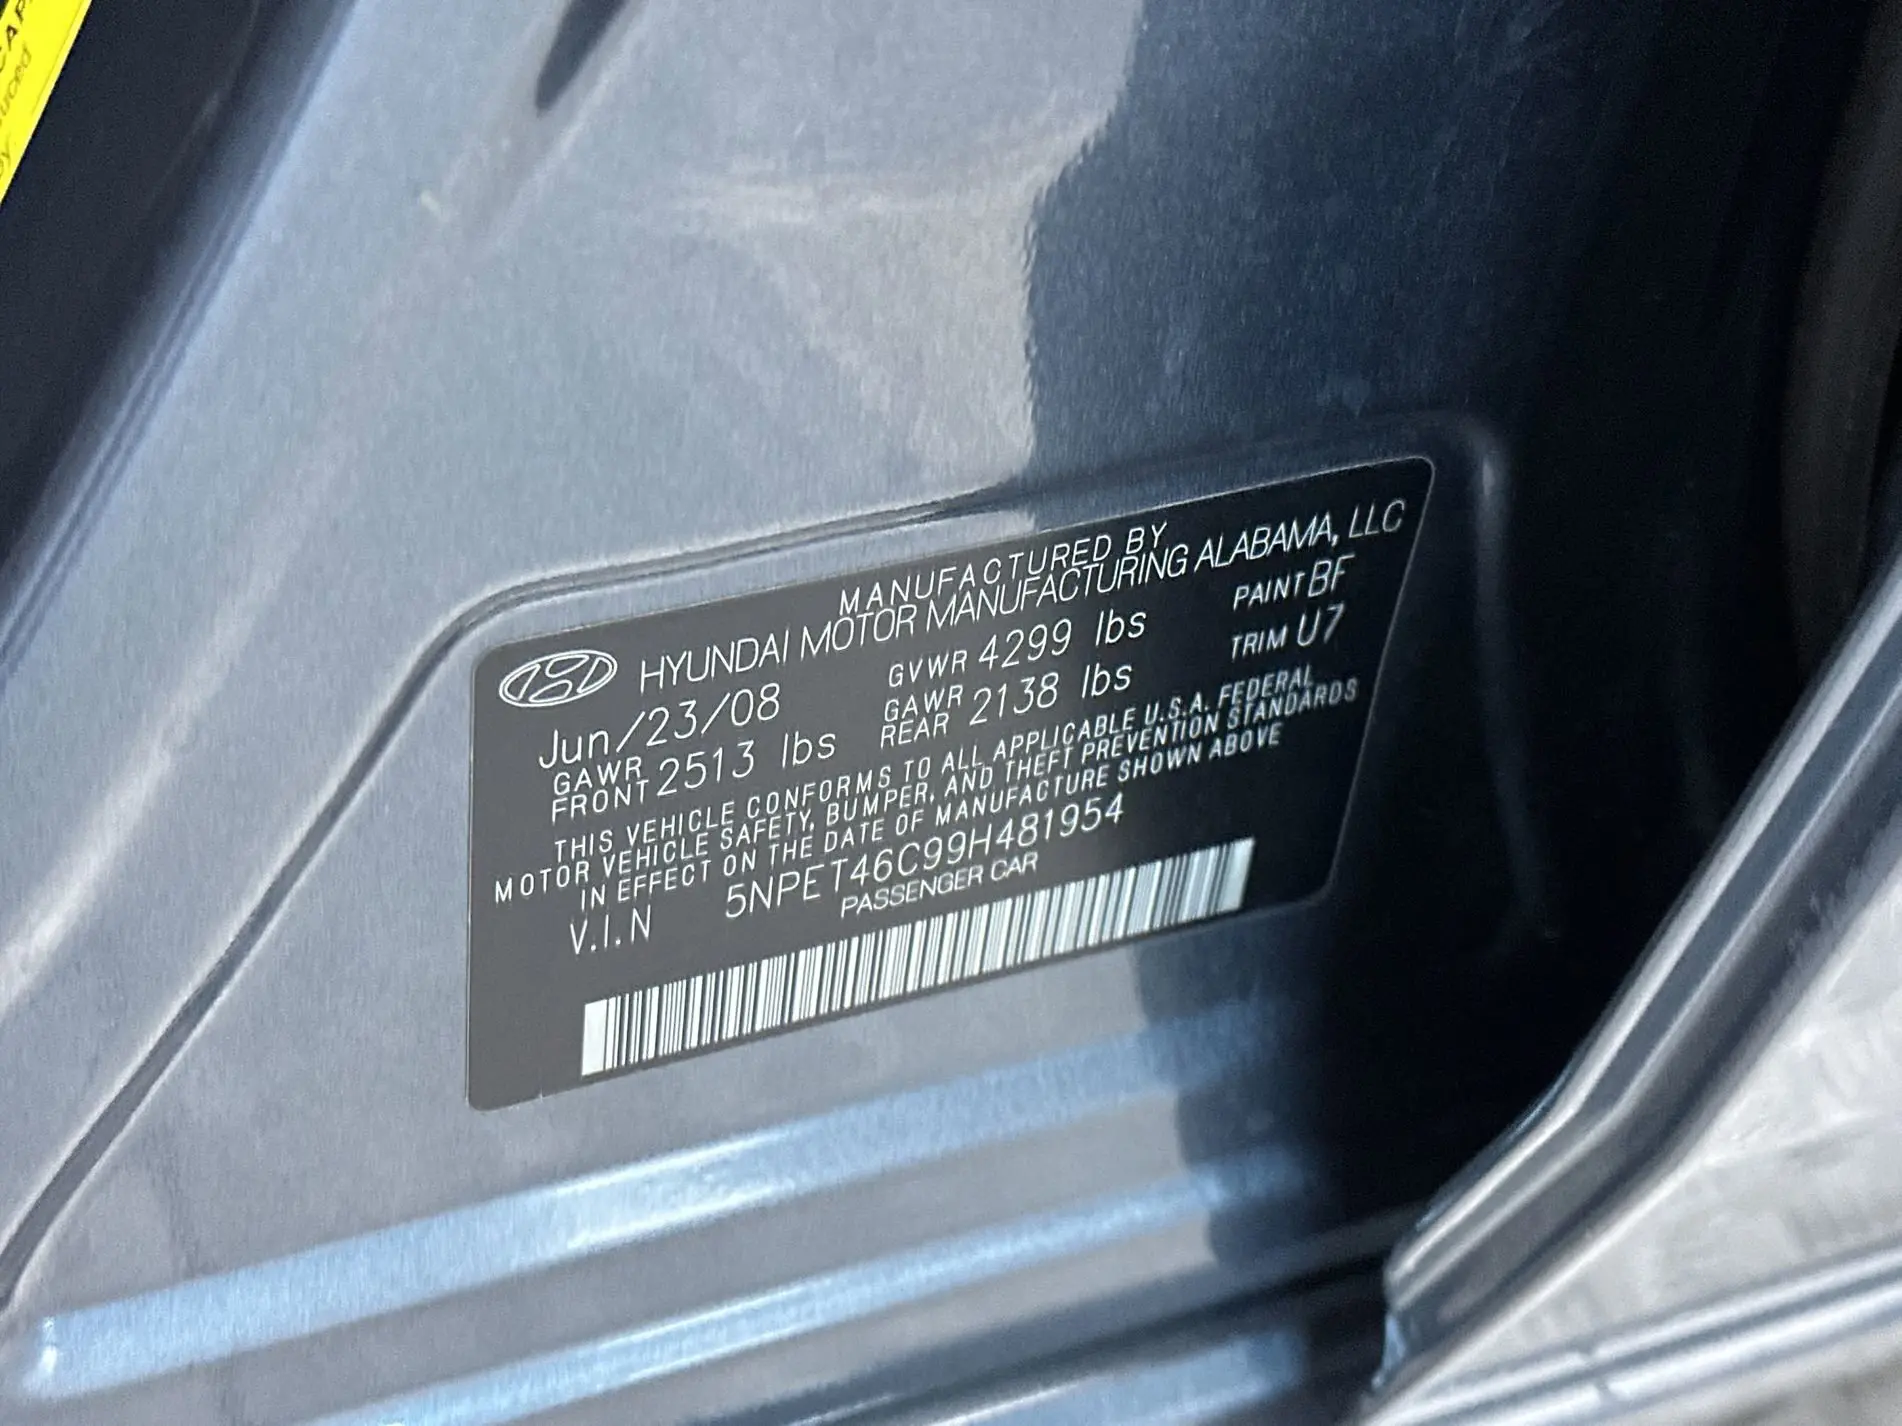 MANUFACTURED BY
HYUNDAI MOTOR MANUFACTURING ALABAMA, LLC
Jun/23/08 GVWR 4299 lbs PAINT BF
GAWR FRONT 2513 lbs GAWR REAR 2138 lbs TRIM U7
THIS VEHICLE CONFORMS TO ALL APPLICABLE U.S.A. FEDERAL
MOTOR VEHICLE SAFETY, BUMPER, AND THEFT PREVENTION STANDARDS
IN EFFECT ON THE DATE OF MANUFACTURE SHOWN ABOVE
V.I.N 5NPET46C99H481954
PASSENGER CAR